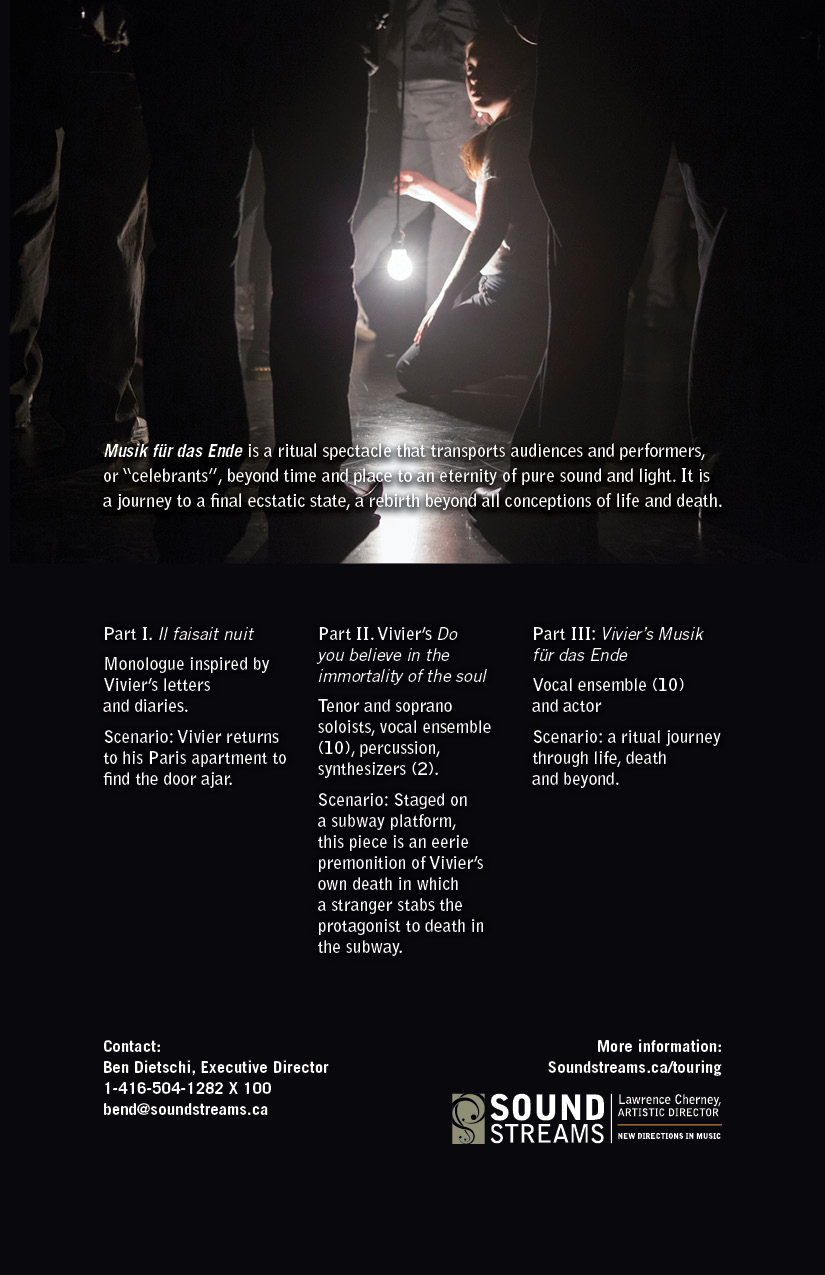 Musik für das Ende is a ritual spectacle that transports audiences and performers,
or “celebrants”, beyond time and place to an eternity of pure sound and light. It is
a journey to a final ecstatic state, a rebirth beyond all conceptions of life and death.
Part I. Il faisait nuit
Monologue inspired by
Vivier’s letters
and diaries.
Scenario: Vivier returns
to his Paris apartment to
find the door ajar.
Part II. Vivier’s Do
you believe in the
immortality of the soul
Tenor and soprano
soloists, vocal ensemble
(10), percussion,
synthesizers (2).
Scenario: Staged on
a subway platform,
this piece is an eerie
premonition of Vivier’s
own death in which
a stranger stabs the
protagonist to death in
the subway.
Part III: Vivier’s Musik
für das Ende
Vocal ensemble (10)
and actor
Scenario: a ritual journey
through life, death
and beyond.
Contact:
Ben Dietschi, Executive Director
1-416-504-1282 X 100
bend@soundstreams.ca
More information:
Soundstreams.ca/touring
SOUND
STREAMS
Lawrence Cherney,
ARTISTIC DIRECTOR
NEW DIRECTIONS IN MUSIC